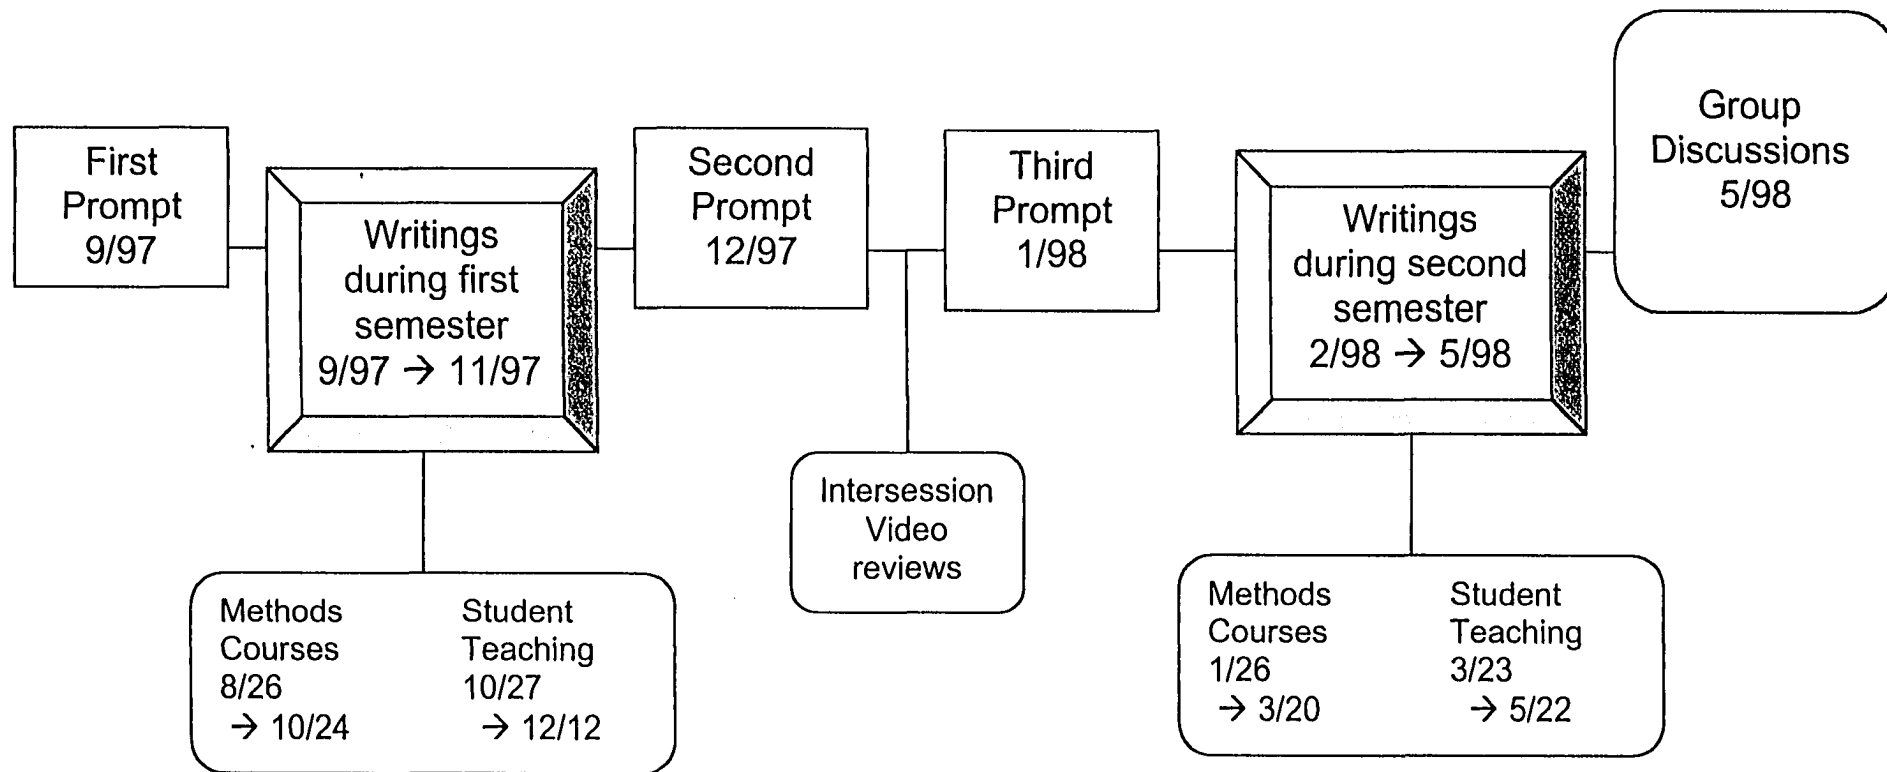 First
Prompt
9/97
Writings
during first
semester
9/97 → 11/97
Second
Prompt
12/97
Third
Prompt
1/98
Writings
during second
semester
2/98 → 5/98
Group
Discussions
5/98
Methods
Courses
8/26
→ 10/24
Student
Teaching
10/27
→ 12/12
Intersession
Video
reviews
Methods
Courses
1/26
→ 3/20
Student
Teaching
3/23
→ 5/22